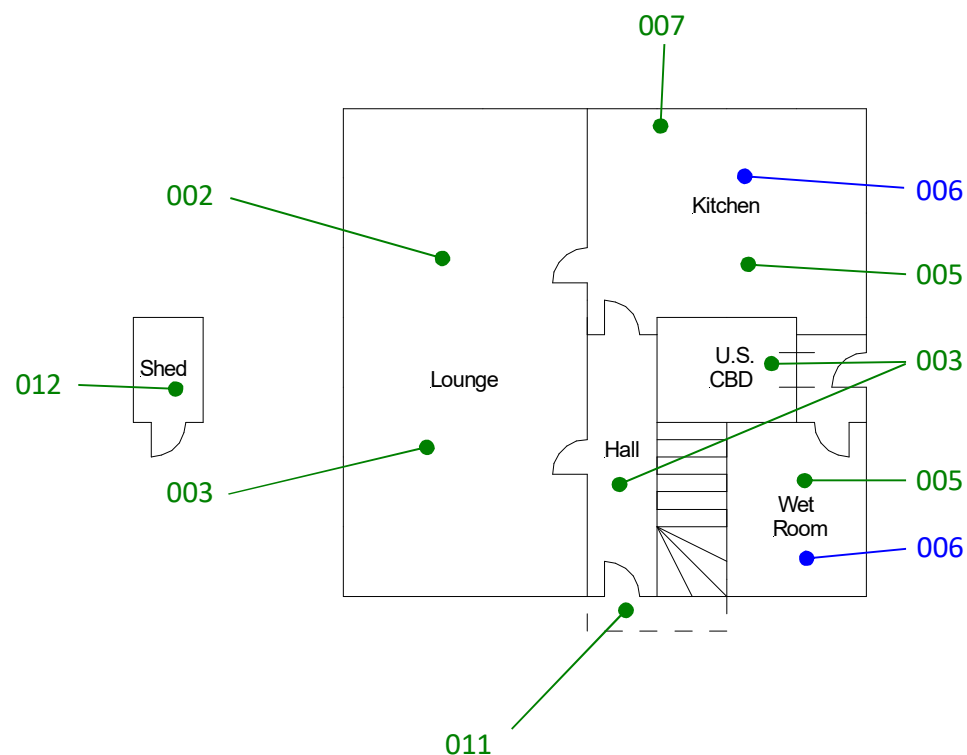 007
002
006
Kitchen
005
U.S.
CBD
003
Shed
012
Lounge
Hall
003
005
Wet
Room
006
011